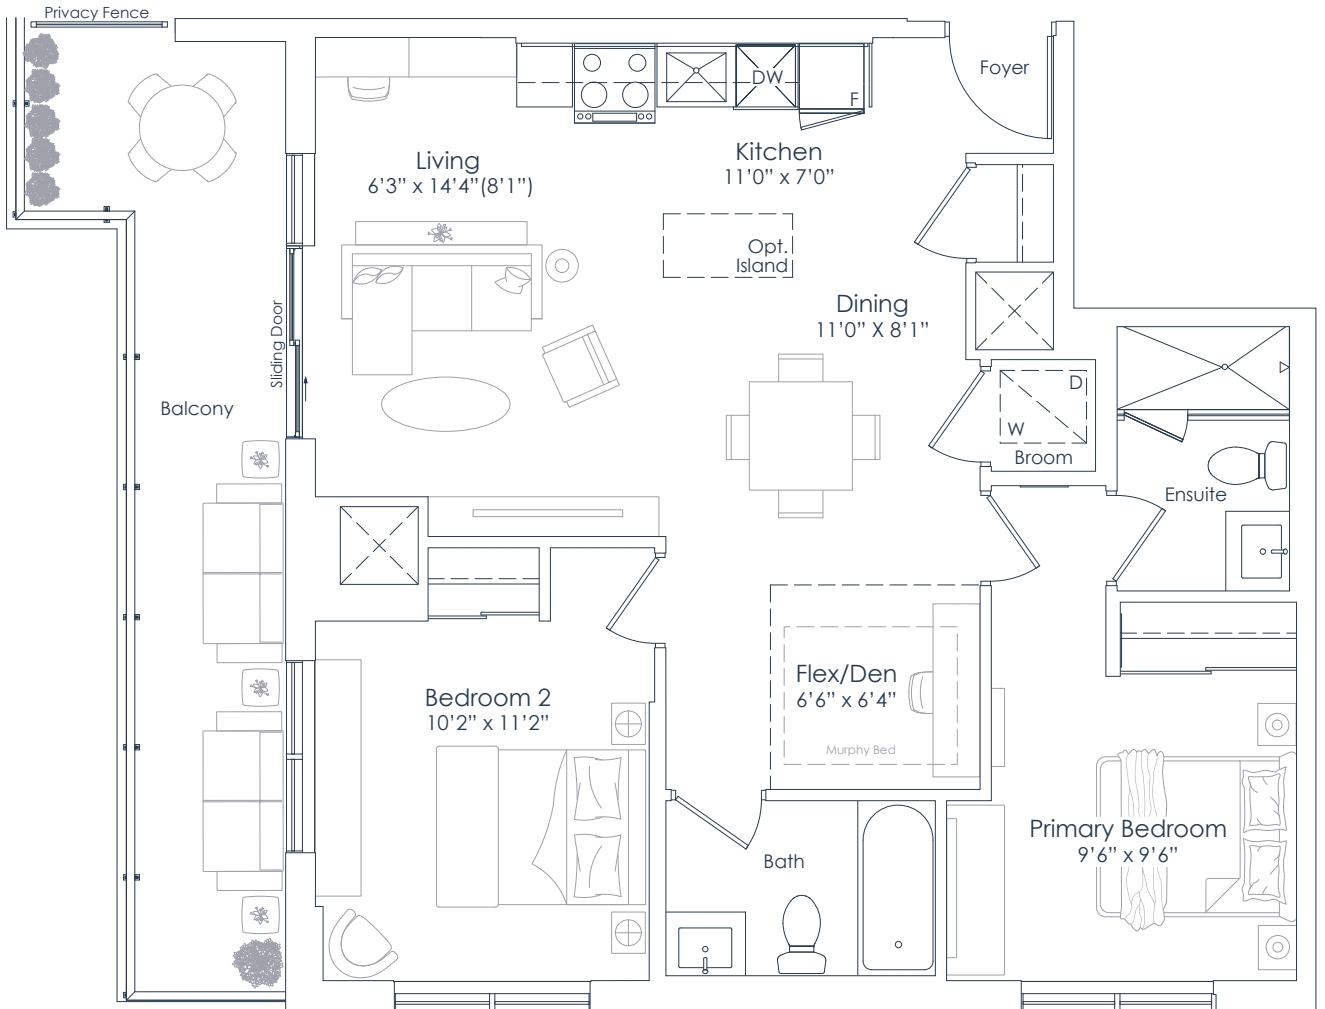 Privacy Fence
Foyer
DW
F
Living
6’3” x 14’4”(8’1”)
Kitchen
11’0” x 7’0”
Opt.
Island
Dining
11’0” X 8’1”
Sliding Door
Balcony
D
W
Broom
Ensuite
Bedroom 2
10’2” x 11’2”
Flex/Den
6’6” x 6’4”
Murphy Bed
Primary Bedroom
9’6” x 9’6”
Bath